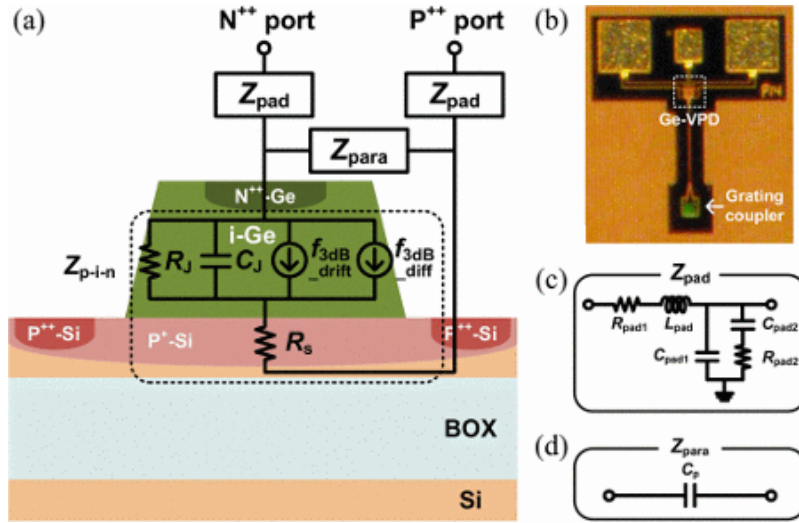 (a)
N++ port
P++ port
Zpad
Zpad
Zpara
N++-Ge
i-Ge
Zp-i-n
RJ
CJ
f3dB_drift
f3dB_diff
P++-Si
P+-Si
P++-Si
Rs
BOX
Si
(b)
Ge-VPD
Grating
coupler
(c)
Zpad
Rpad1
Lpad
Cpad1
Cpad2
Rpad2
(d)
Zpara
Cp